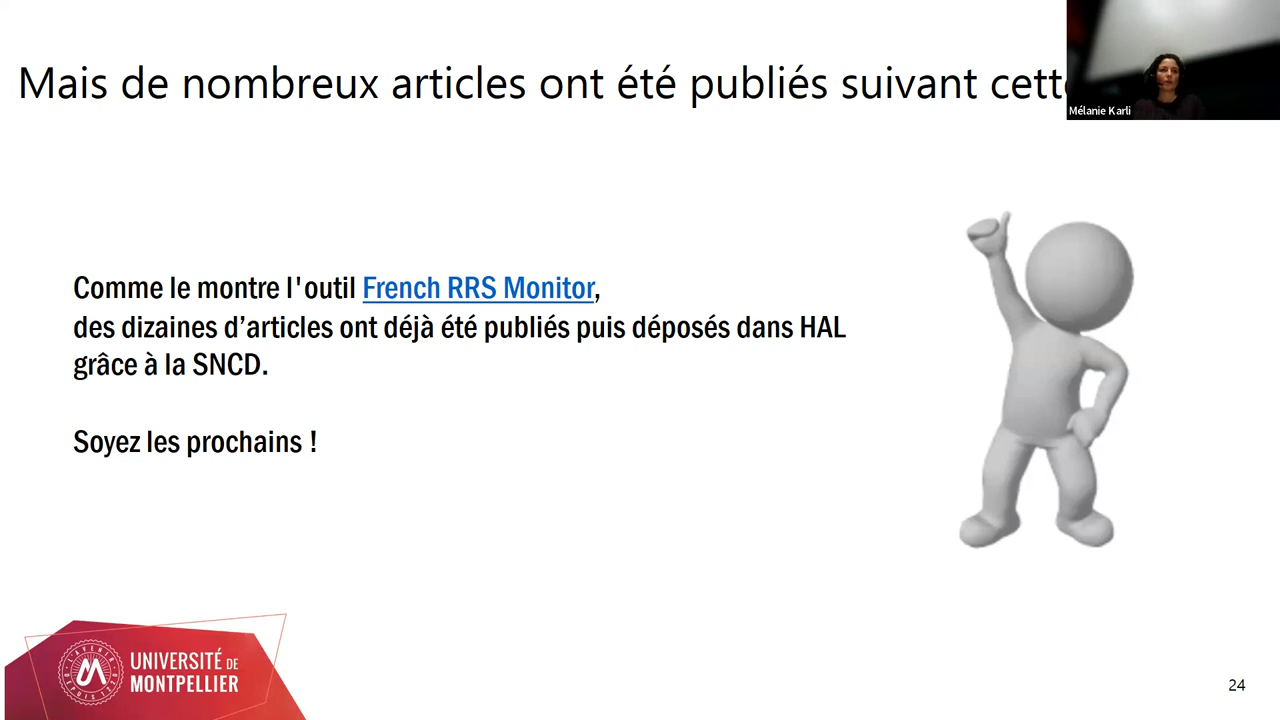 Mais de nombreux articles ont été publiés suivant cette
Mélanie Karli
Comme le montre l'outil French RRS Monitor,
des dizaines d’articles ont déjà été publiés puis déposés dans HAL
grâce à la SNCD.
Soyez les prochains !
UNIVERSITÉ DE
MONTPELLIER
24